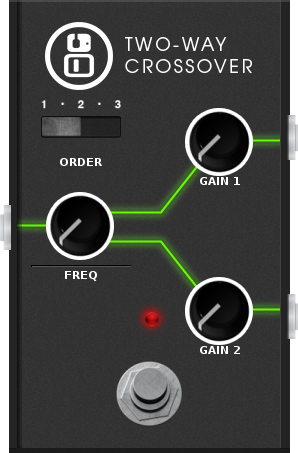 TWO-WAY
CROSSOVER
1 · 2 · 3
ORDER
GAIN 1
FREQ
GAIN 2